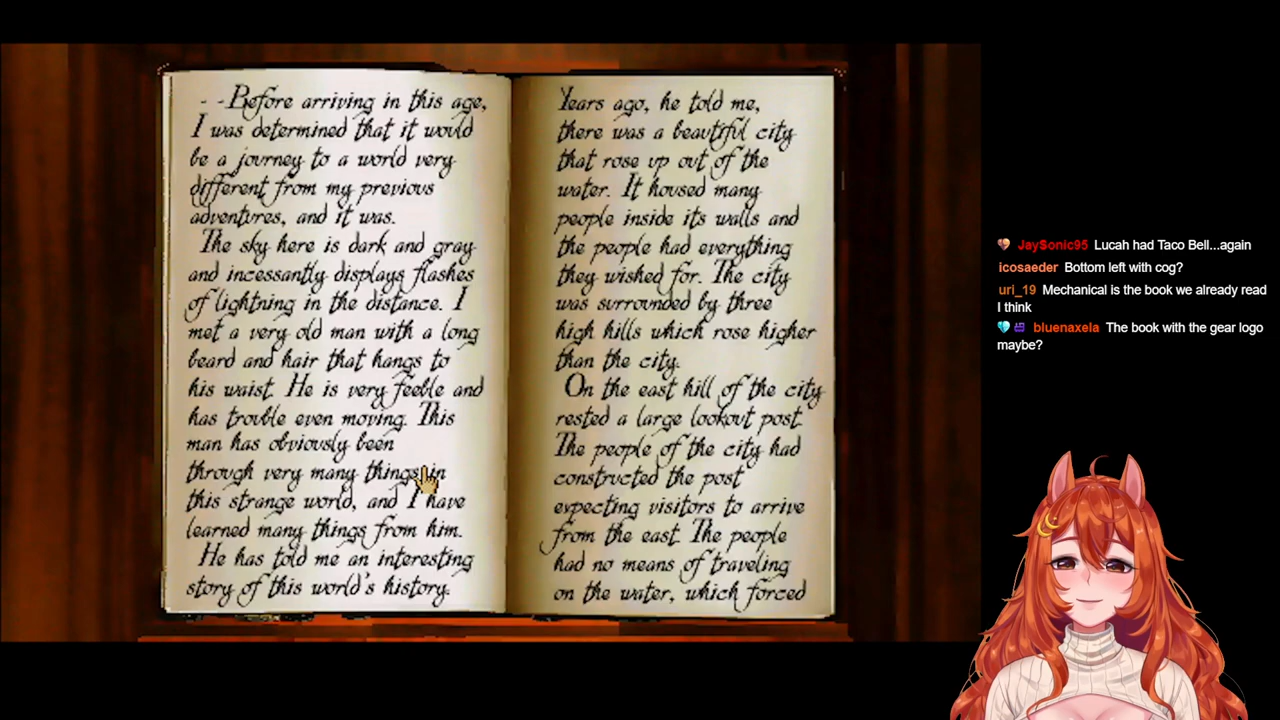 - -Before arriving in this age,
I was determined that it would
be a journey to a world very
different from my previous
adventures, and it was.
The sky here is dark and gray
and incessantly displays flashes
of lightning in the distance. I
met a very old man with a long
beard and hair that hangs to
his waist. He is very feeble and
has trouble even moving. This
man has obviously been
through very many things in
this strange world, and I have
learned many things from him.
He has told me an interesting
story of this world's history.
Years ago, he told me,
there was a beautiful city
that rose up out of the
water. It housed many
people inside its walls and
the people had everything
they wished for. The city
was surrounded by three
high hills which rose higher
than the city.
On the east hill of the city
rested a large lookout post.
The people of the city had
constructed the post
expecting visitors to arrive
from the east. The people
had no means of traveling
on the water, which forced
JaySonic95 Lucah had Taco Bell...again
icosaeder Bottom left with cog?
uri_19 Mechanical is the book we already read
I think
bluenaxela The book with the gear logo
maybe?